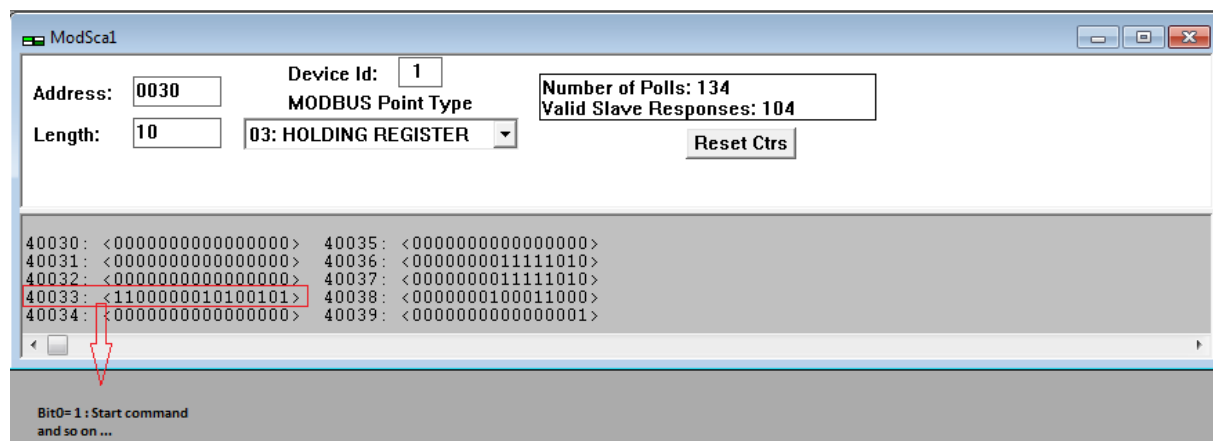 ModSca1
Address: 0030
Device Id: 1
MODBUS Point Type
Length: 10
03: HOLDING REGISTER
Number of Polls: 134
Valid Slave Responses: 104
Reset Ctrs
40030: <0000000000000000> 40035: <0000000000000000>
40031: <0000000000000000> 40036: <0000000011111010>
40032: <0000000000000000> 40037: <0000000011111010>
40033: <1100000010100101> 40038: <0000000100011000>
40034: <0000000000000000> 40039: <0000000000000001>
Bit0= 1 : Start command
and so on ...